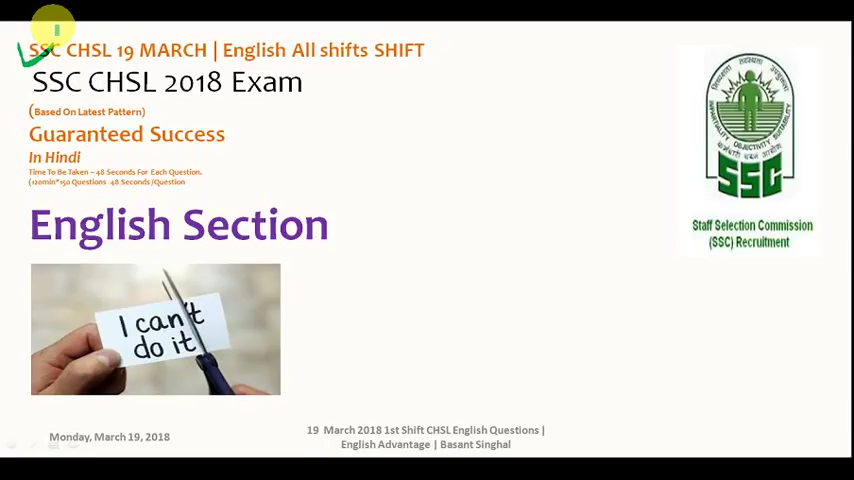 SSC CHSL 19 MARCH | English All shifts SHIFT
SSC CHSL 2018 Exam
(Based On Latest Pattern)
Guaranteed Success
In Hindi
Time To Be Taken – 48 Seconds For Each Question.
(120min*150 Questions 48 Seconds /Question
English Section
I can't
do it
SSC
IMPARTIALITY OBJECTIVITY SUITABILITY
Staff Selection Commission
(SSC) Recruitment
Monday, March 19, 2018
19 March 2018 1st Shift CHSL English Questions |
English Advantage | Basant Singhal